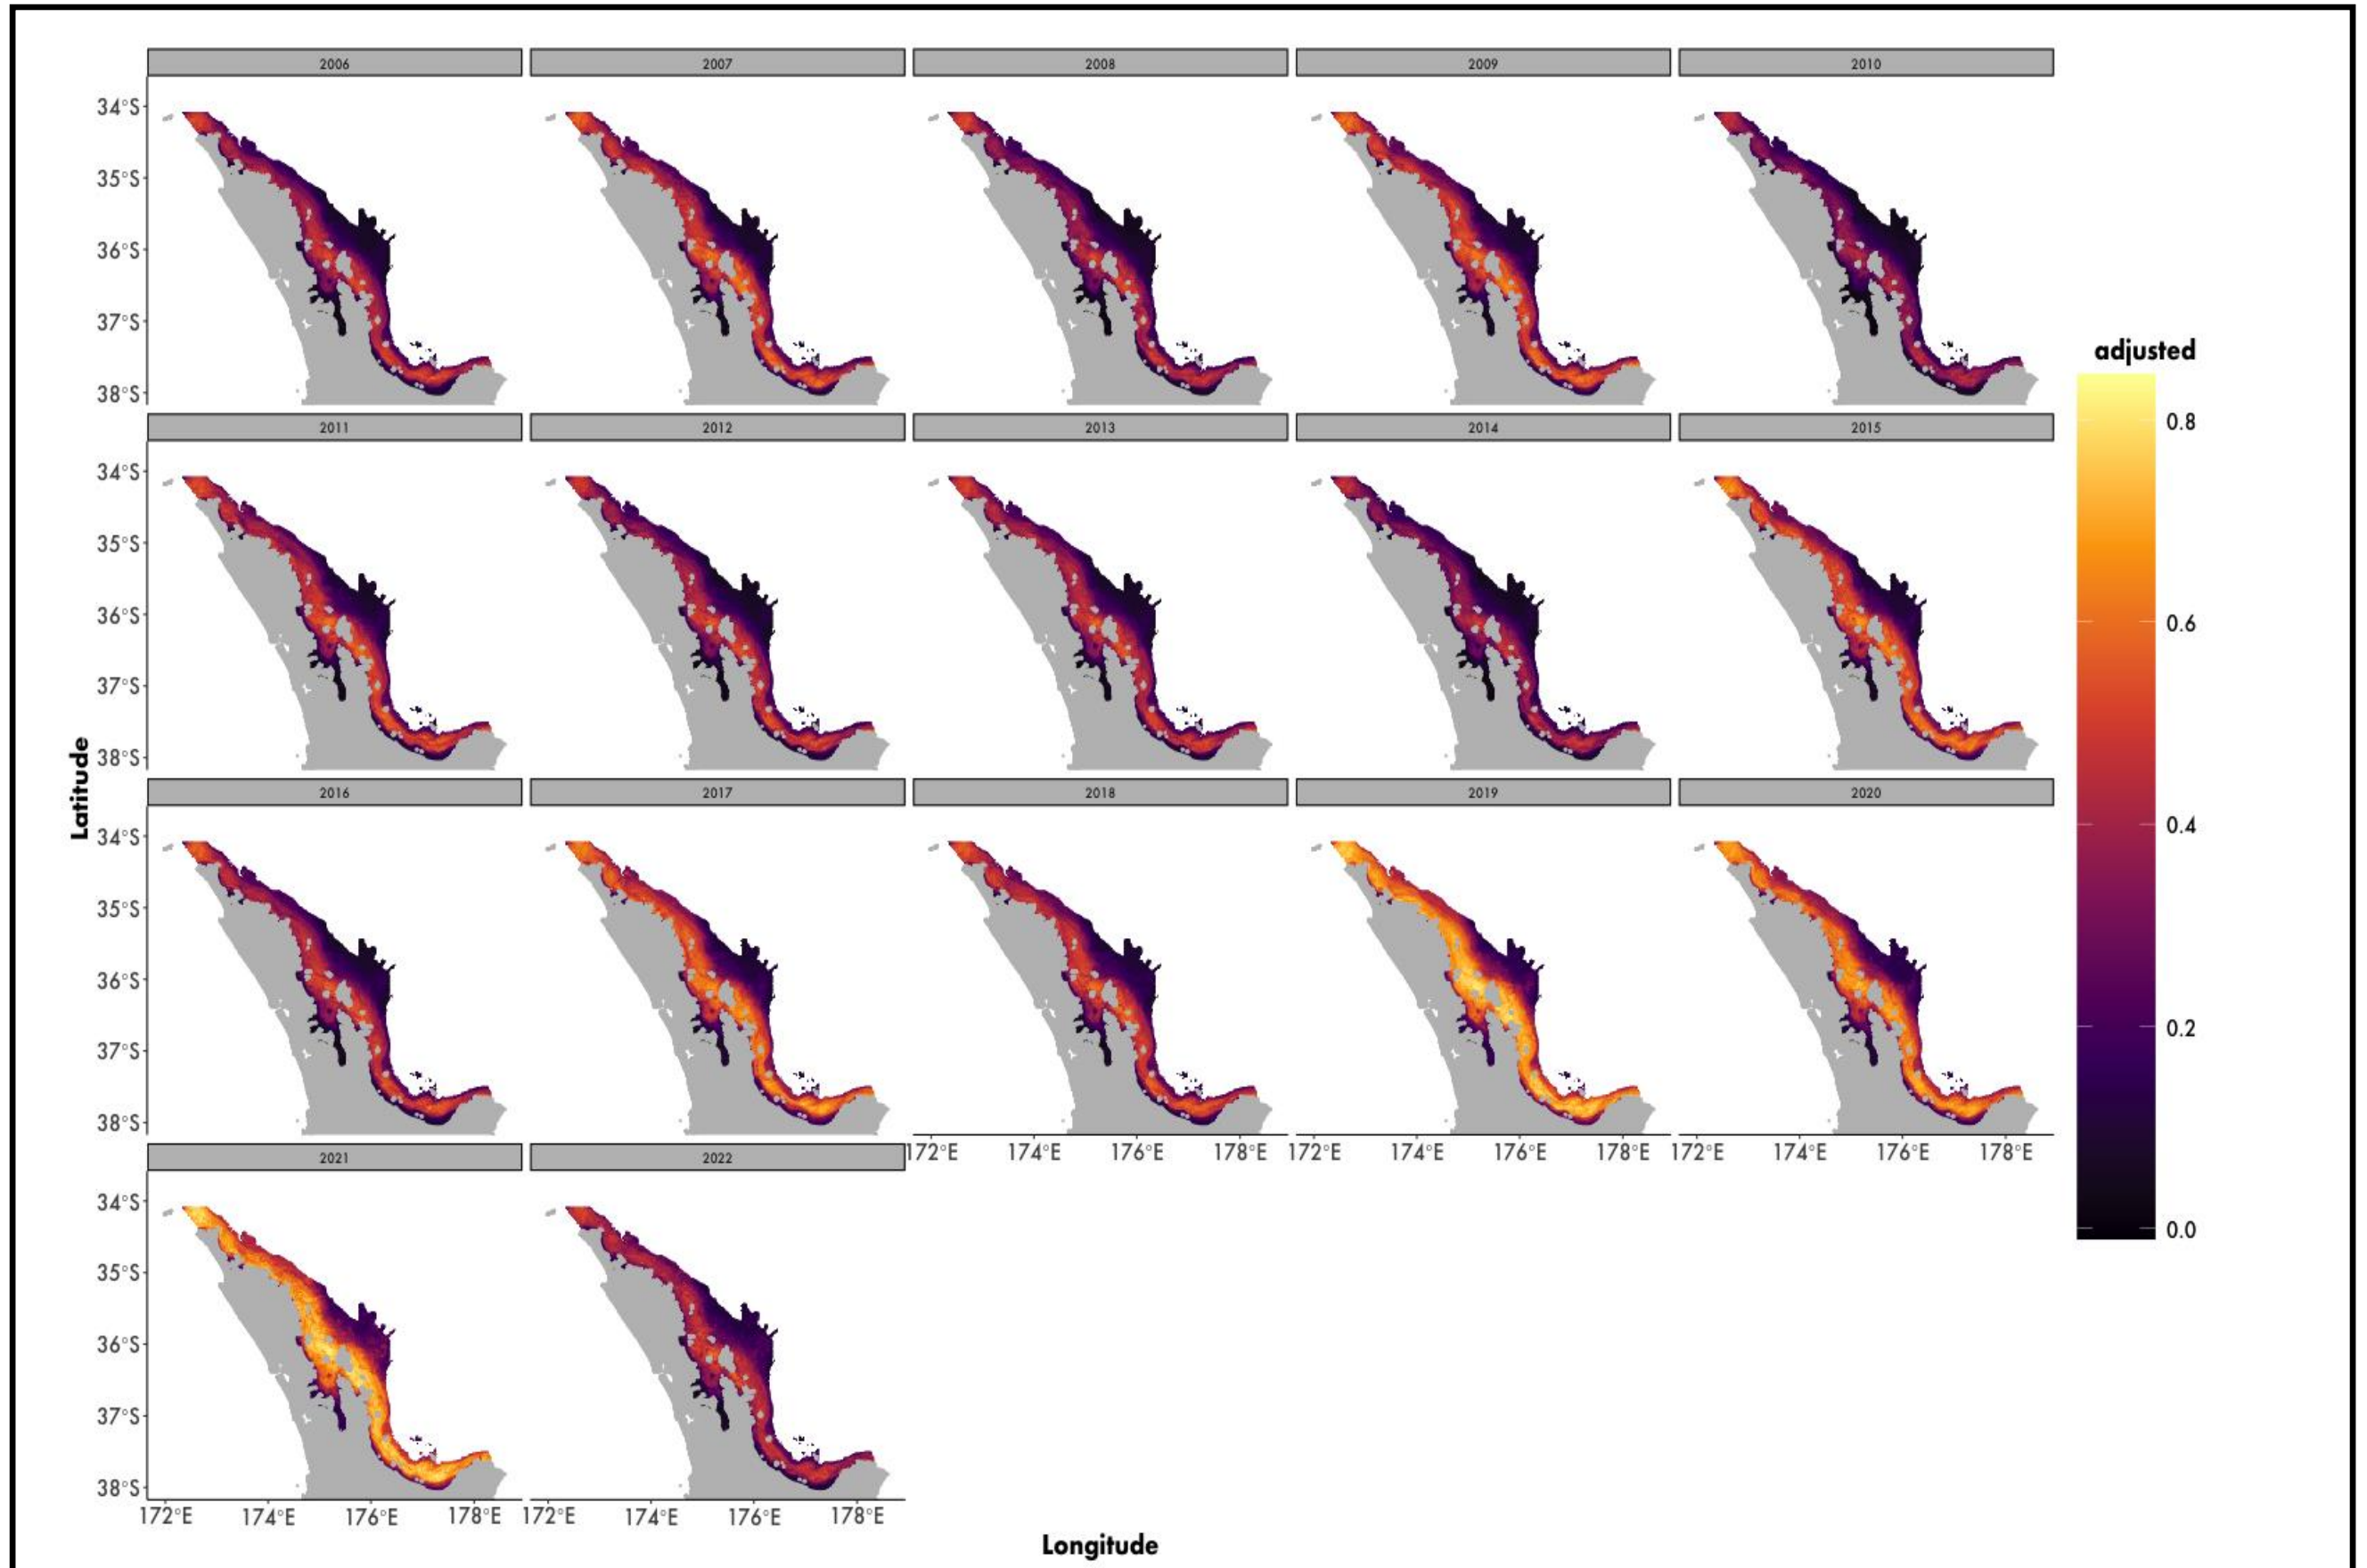 2006 2007 2008 2009 2010
34°S
35°S
36°S
37°S
38°S
adjusted
0.8
0.6
0.4
0.2
0.0
2011 2012 2013 2014 2015
34°S
35°S
36°S
37°S
38°S
Latitude
2016 2017 2018 2019 2020
34°S
35°S
36°S
37°S
38°S
172°E 174°E 176°E 178°E 172°E 174°E 176°E 178°E 172°E 174°E 176°E 178°E
2021 2022
34°S
35°S
36°S
37°S
38°S
172°E 174°E 176°E 178°E 172°E 174°E 176°E 178°E
Longitude